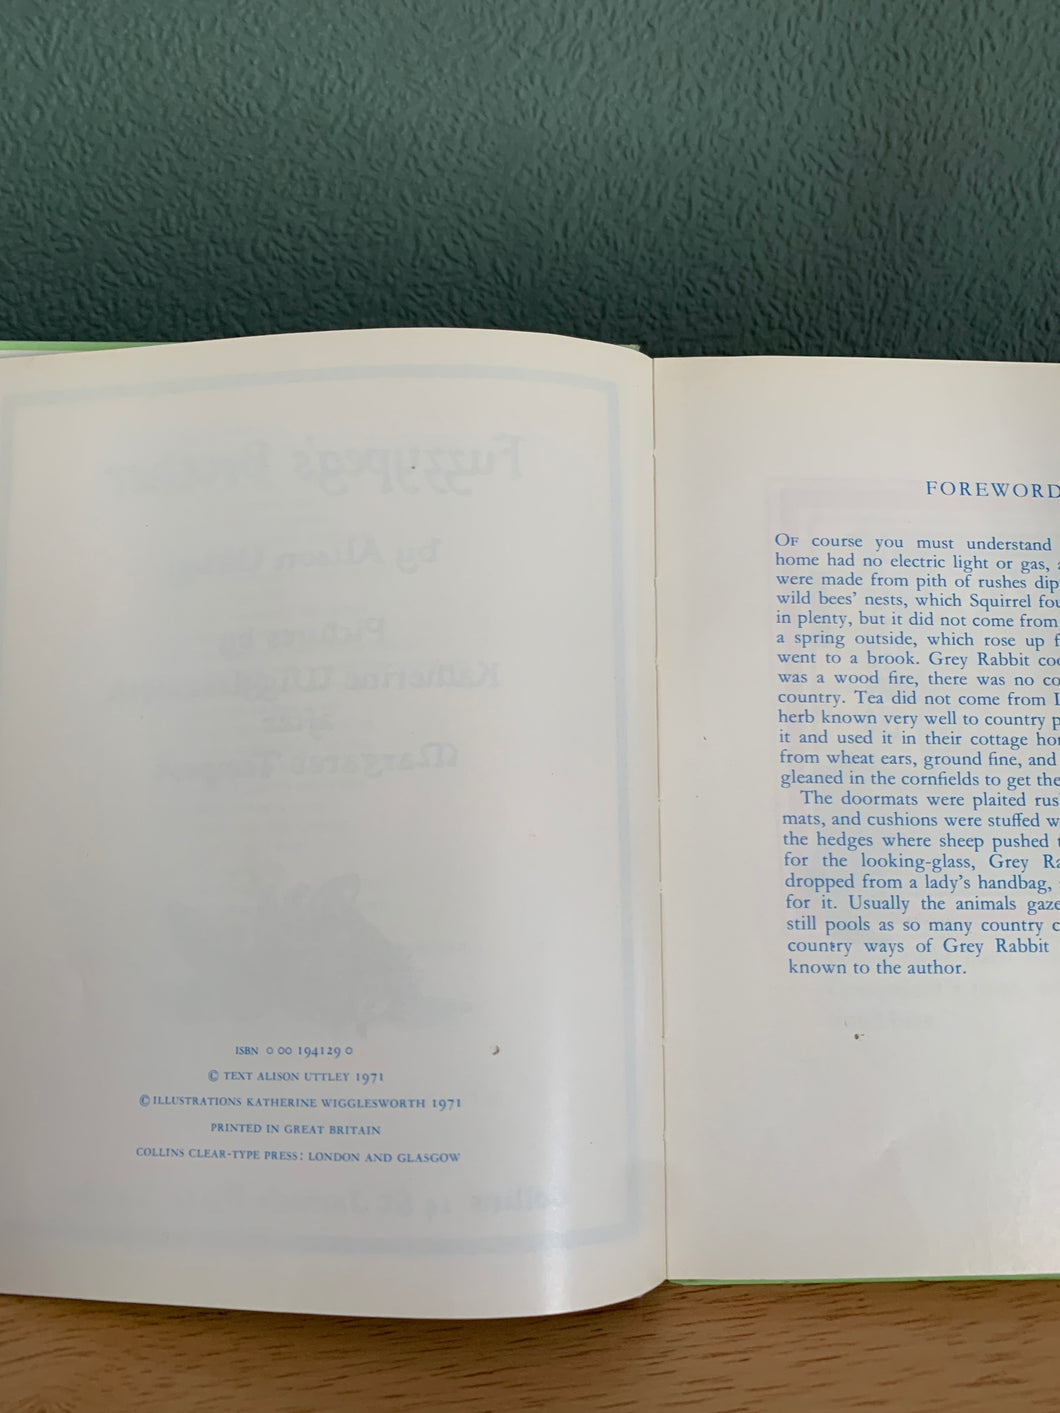 ISBN 0 00 194129 0
© TEXT ALISON UTTLEY 1971
© ILLUSTRATIONS KATHERINE WIGGLESWORTH 1971
PRINTED IN GREAT BRITAIN
COLLINS CLEAR-TYPE PRESS: LONDON AND GLASGOW
FOREWORD
OF course you must understand
home had no electric light or gas,
were made from pith of rushes dip
wild bees' nests, which Squirrel fou
in plenty, but it did not come from
a spring outside, which rose up f
went to a brook. Grey Rabbit coo
was a wood fire, there was no co
country. Tea did not come from I
herb known very well to country p
it and used it in their cottage ho
from wheat ears, ground fine, and
gleaned in the cornfields to get the
The doormats were plaited rus
mats, and cushions were stuffed w
the hedges where sheep pushed t
for the looking-glass, Grey Ra
dropped from a lady's handbag,
for it. Usually the animals gaze
still pools as so many country c
country ways of Grey Rabbit
known to the author.